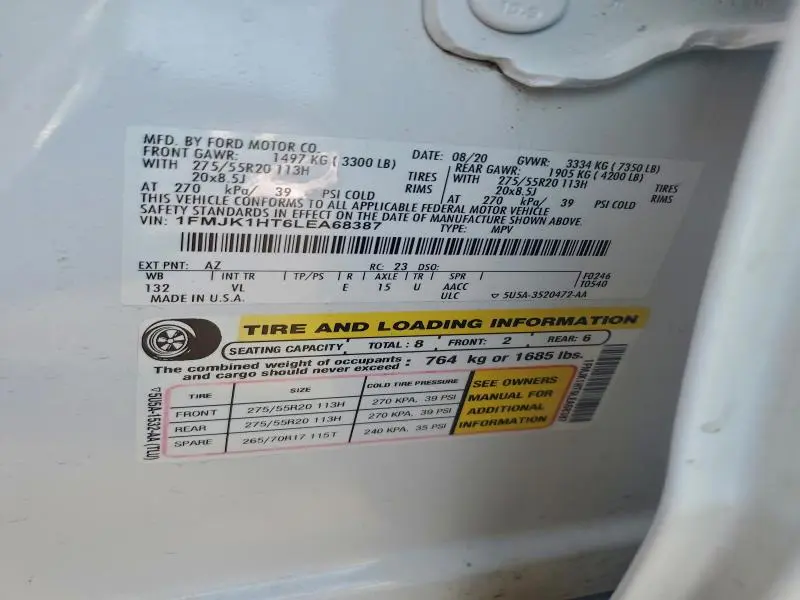 MFD. BY FORD MOTOR CO.
DATE: 08/20 GVWR: 3334 KG (7350 LB)
FRONT GAWR: 1497 KG (3300 LB) REAR GAWR: 1905 KG (4200 LB)
WITH 275/55R20 113H TIRES WITH 275/55R20 113H TIRES
20x8.5J RIMS 20x8.5J RIMS
AT 270 kPa/ 39 PSI COLD AT 270 kPa/ 39 PSI COLD
THIS VEHICLE CONFORMS TO ALL APPLICABLE FEDERAL MOTOR VEHICLE
SAFETY STANDARDS IN EFFECT ON THE DATE OF MANUFACTURE SHOWN ABOVE.
VIN: 1FMJK1HT6LEA68387 TYPE: MPV
EXT PNT: AZ RC: 23 DSO:
WB INT TR TP/PS R AXLE TR SPR F0246
132 VL E 15 U AACC T0540
MADE IN U.S.A. ULC 5U5A-3520472-AA
TIRE AND LOADING INFORMATION
SEATING CAPACITY TOTAL: 8 FRONT: 2 REAR: 6
The combined weight of occupants and cargo should never exceed: 764 kg or 1685 lbs.
TIRE SIZE COLD TIRE PRESSURE
FRONT 275/55R20 113H 270 KPA, 39 PSI
REAR 275/55R20 113H 270 KPA, 39 PSI
SPARE 265/70R17 115T 240 KPA, 35 PSI
SEE OWNERS
MANUAL FOR
ADDITIONAL
INFORMATION
5U5A-1532-AA (TLU)
1FMJK1HT6LEA68387